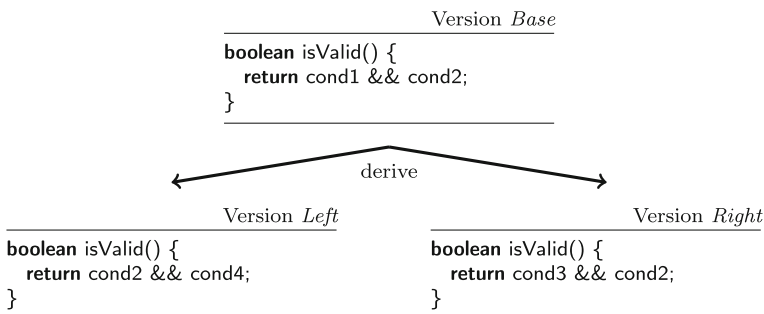 Version Base
boolean isValid() {
return cond1 && cond2;
}
derive
Version Left
boolean isValid() {
return cond2 && cond4;
}
Version Right
boolean isValid() {
return cond3 && cond2;
}